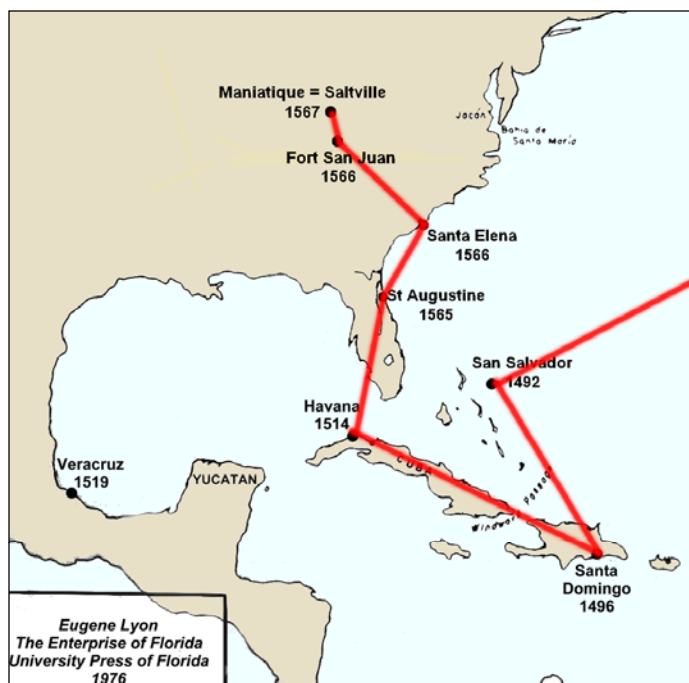 Maniatique = Saltville
1567
Jacán
Bahia de
Santa María
Fort San Juan
1566
Santa Elena
1566
St Augustine
1565
San Salvador
1492
Havana
1514
CUBA
Veracruz
1519
YUCATAN
Windward Passage
Santa
Domingo
1496
Eugene Lyon
The Enterprise of Florida
University Press of Florida
1976